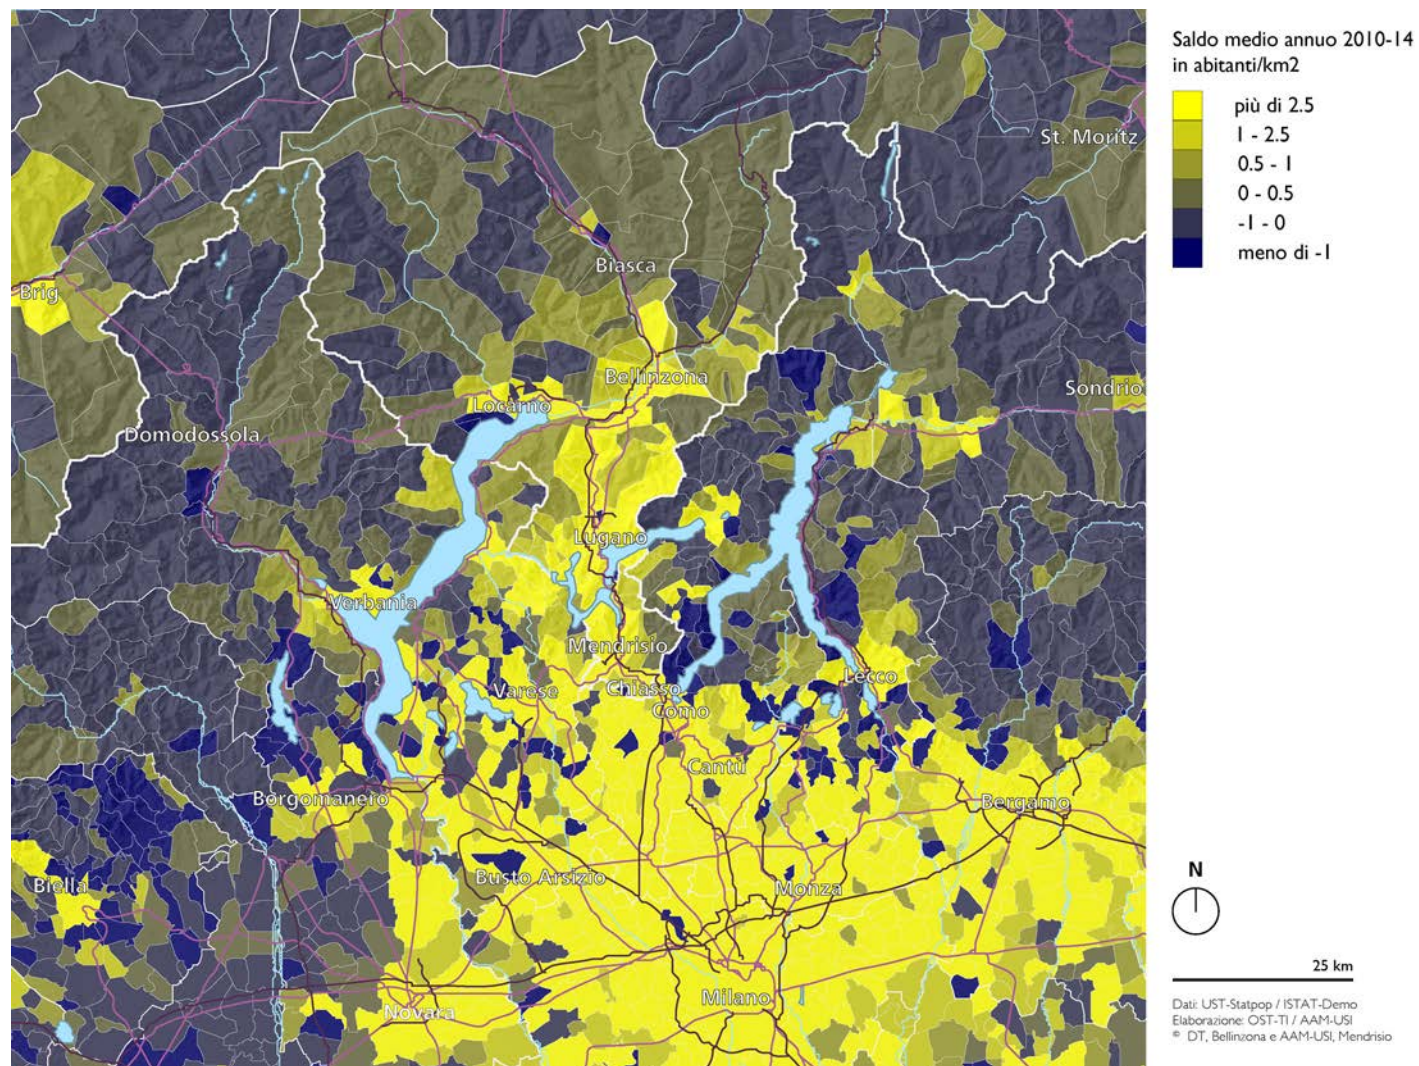 Saldo medio annuo 2010-14
in abitanti/km2
più di 2.5
1 - 2.5
0.5 - 1
0 - 0.5
-1 - 0
meno di -1
St. Moritz
Biasca
Brig
Bellinzona
Sondrio
Locarno
Domodossola
Lugano
Verbania
Mendrisio
Lecco
Chiasso
Varese
Como
Cantù
Borgomanero
Bergamo
Busto Arsizio
Biella
Monza
Milano
Novara
N
25 km
Dati: UST-Statpop / ISTAT-Demo
Elaborazione: OST-TI / AAM-USI
© DT, Bellinzona e AAM-USI, Mendrisio